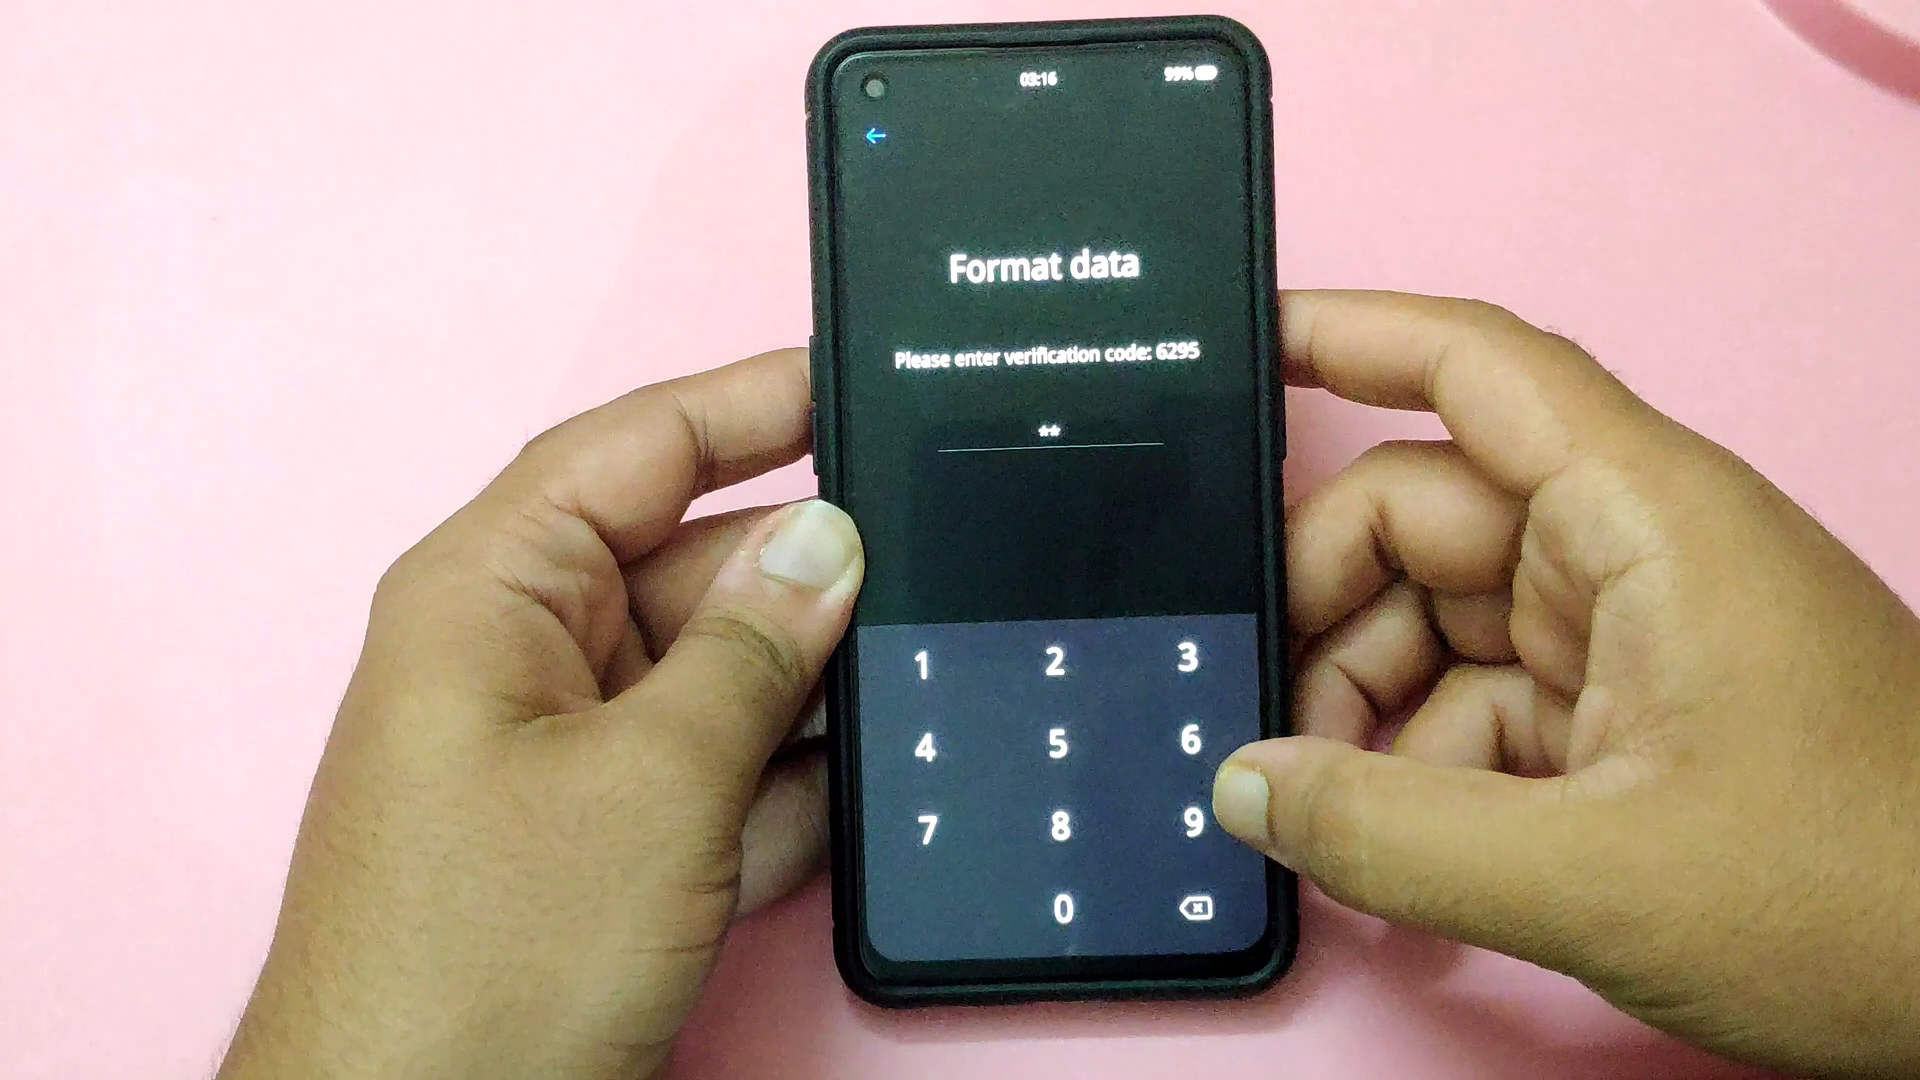 03:16
99%
Format data
Please enter verification code: 6295
**
1 2 3
4 5 6
7 8 9
0